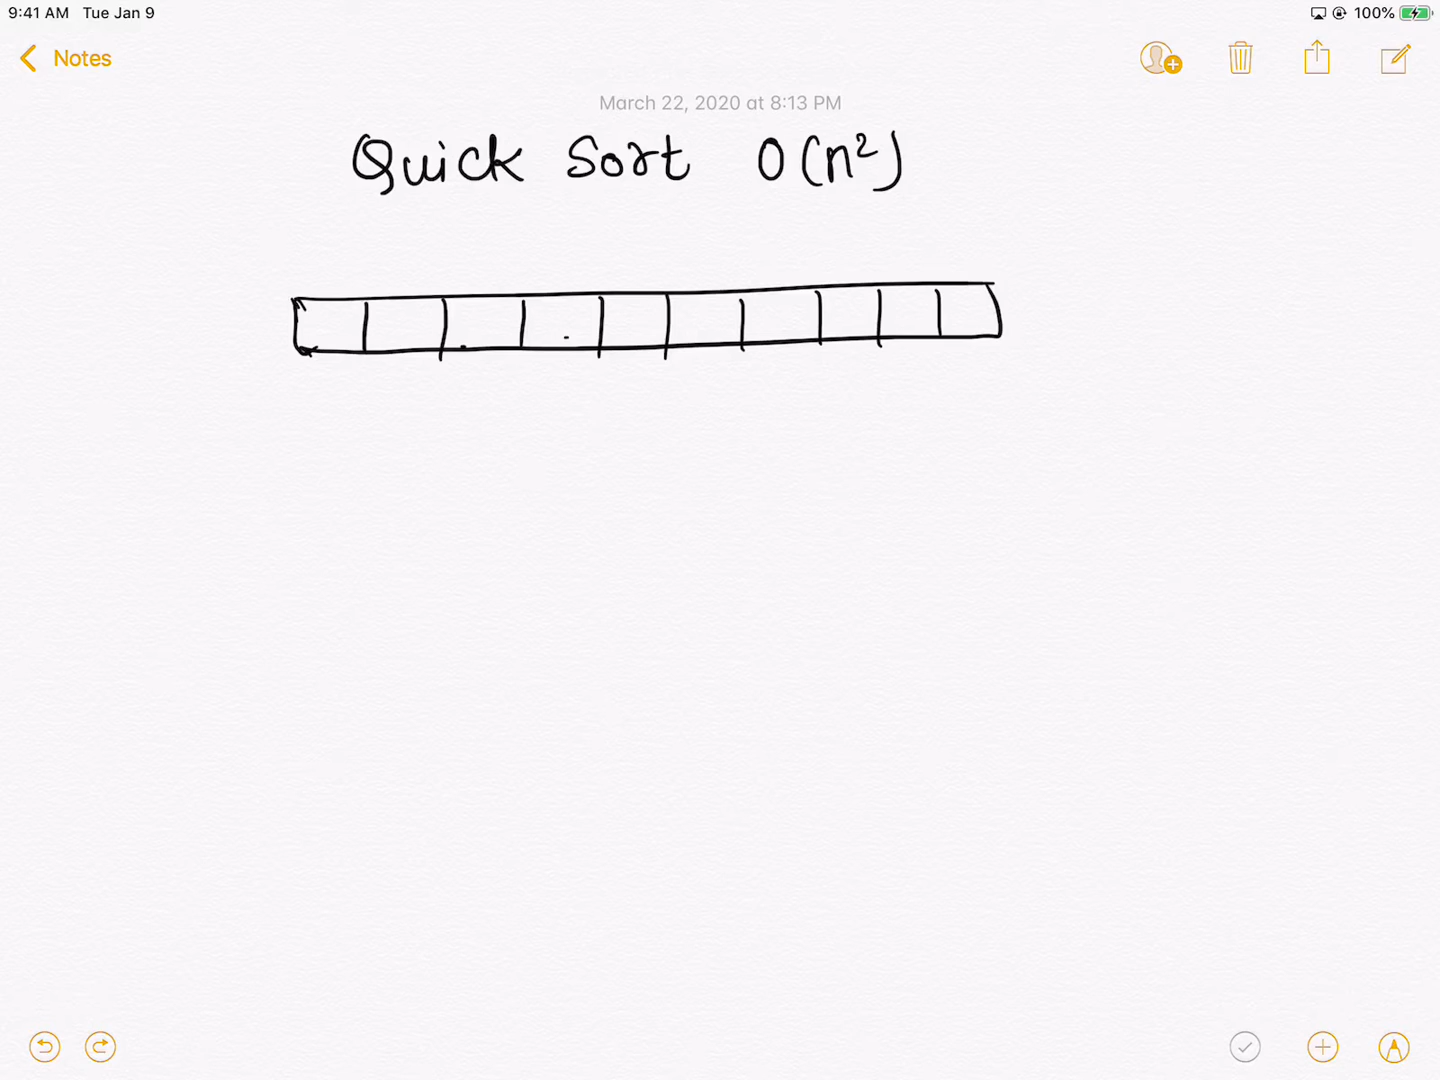 9:41 AM Tue Jan 9
100%
Notes
March 22, 2020 at 8:13 PM
Quick Sort O(n²)